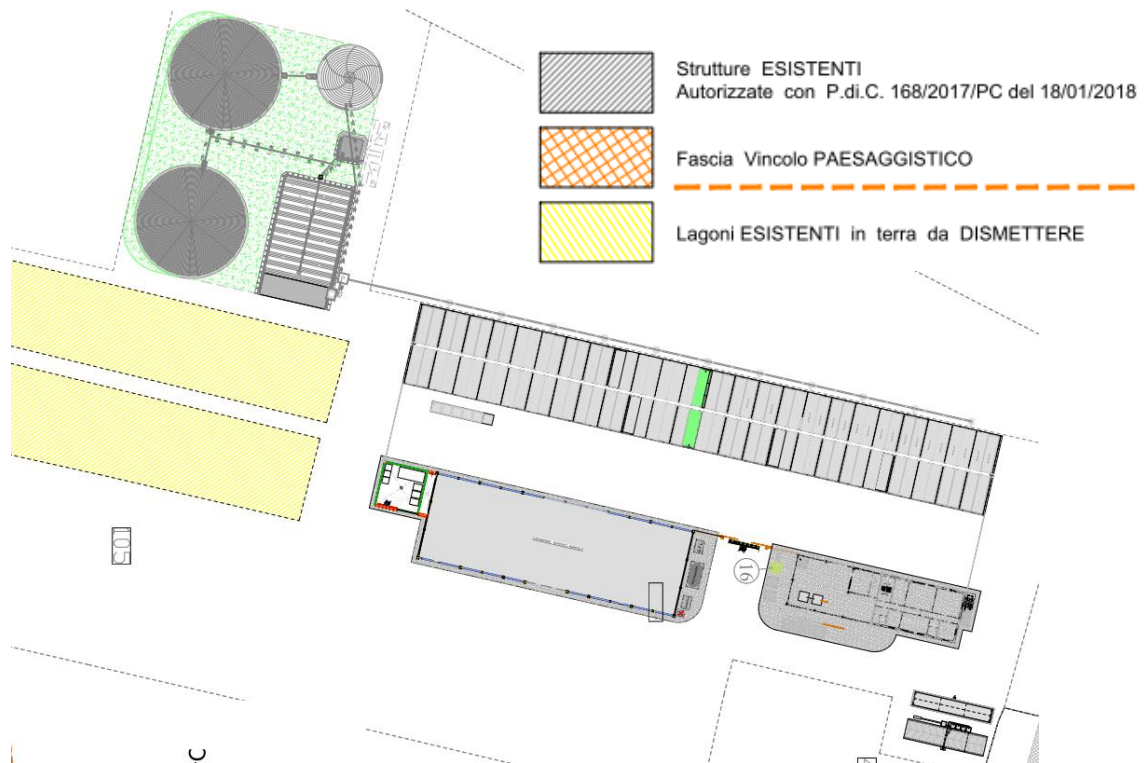 Strutture ESISTENTI
Autorizzate con P.di.C. 168/2017/PC del 18/01/2018
Fascia Vincolo PAESAGGISTICO
Lagoni ESISTENTI in terra da DISMETTERE
105
16
C